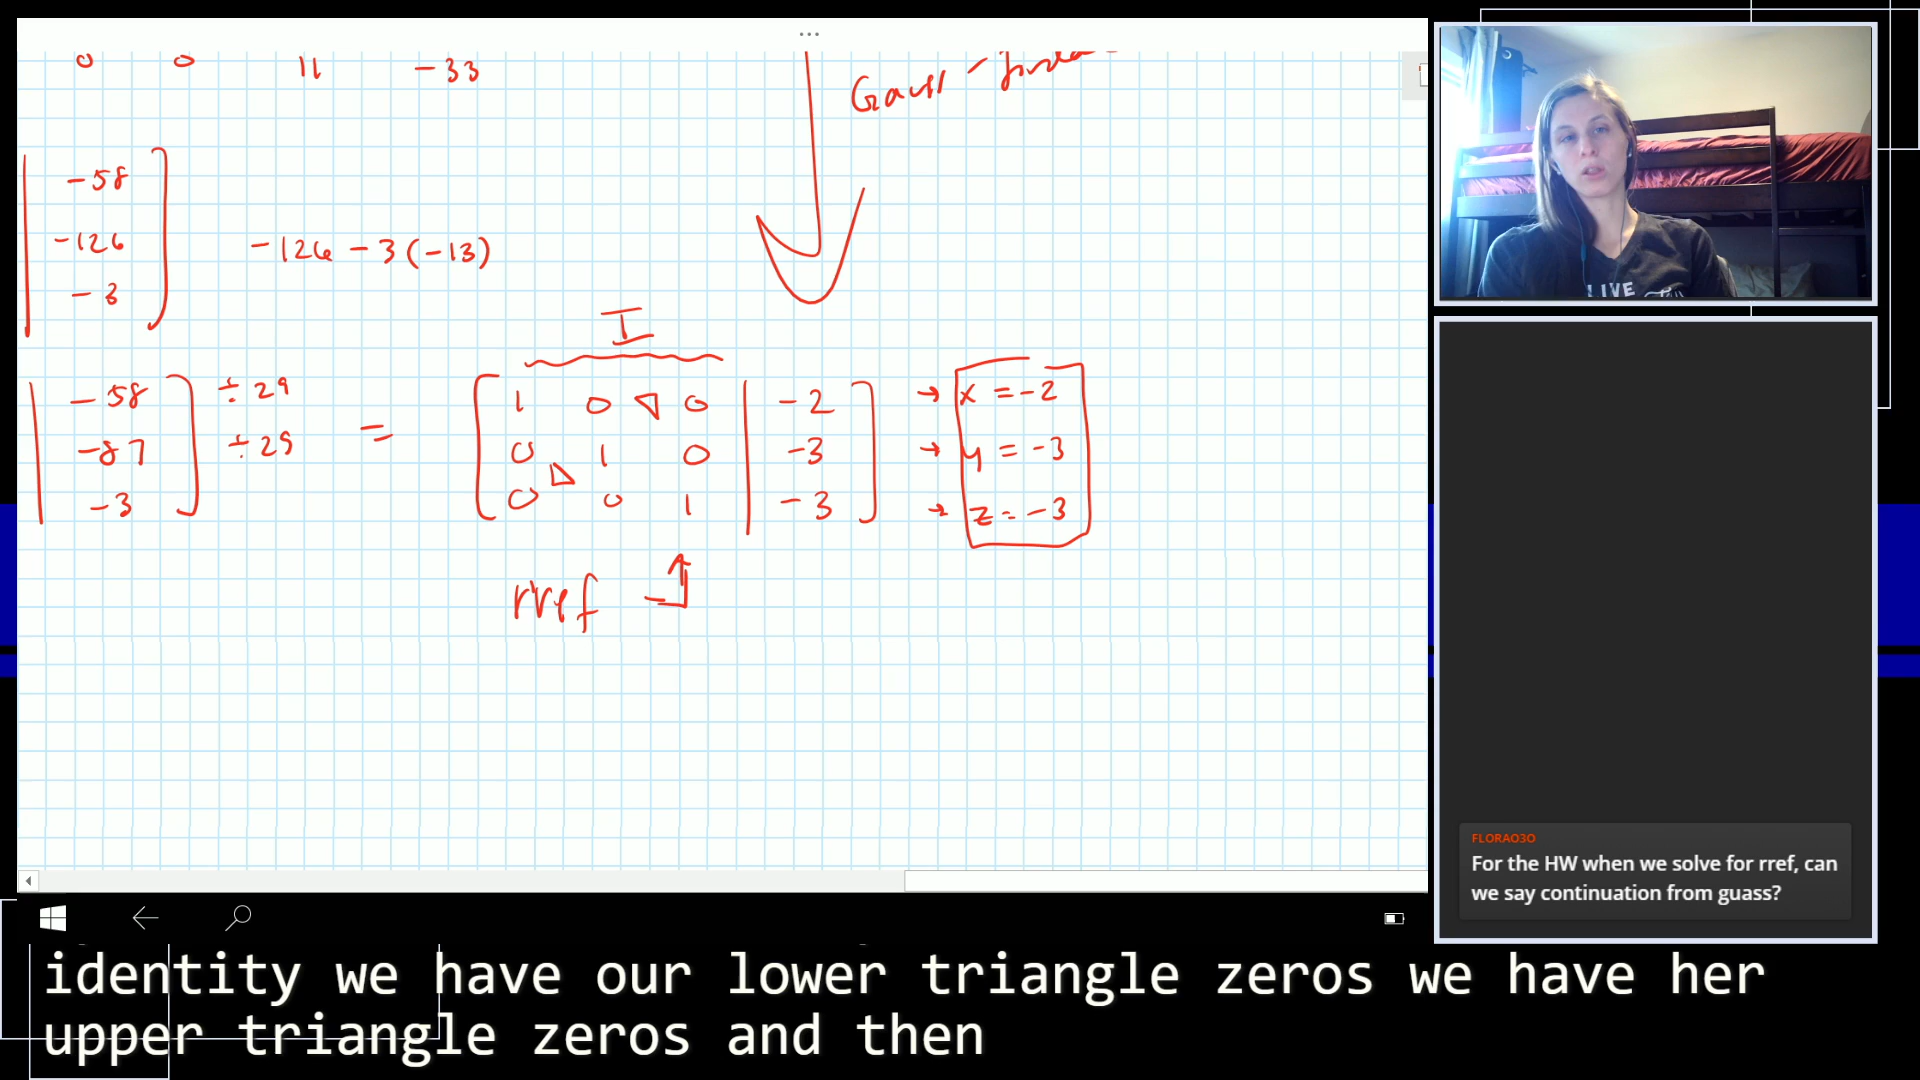 0 0 11 -33
Gauss -
-58
-126
-3
-126 - 3 (-13)
I
-58 ÷ 29
-87 ÷ 29
-3
=
1 0 0 | -2 → x = -2
0 1 0 | -3 → y = -3
0 0 1 | -3 → z = -3
rref
LIVE
FLORAO3O
For the HW when we solve for rref, can
we say continuation from guass?
identity we have our lower triangle zeros we have her
upper triangle zeros and then